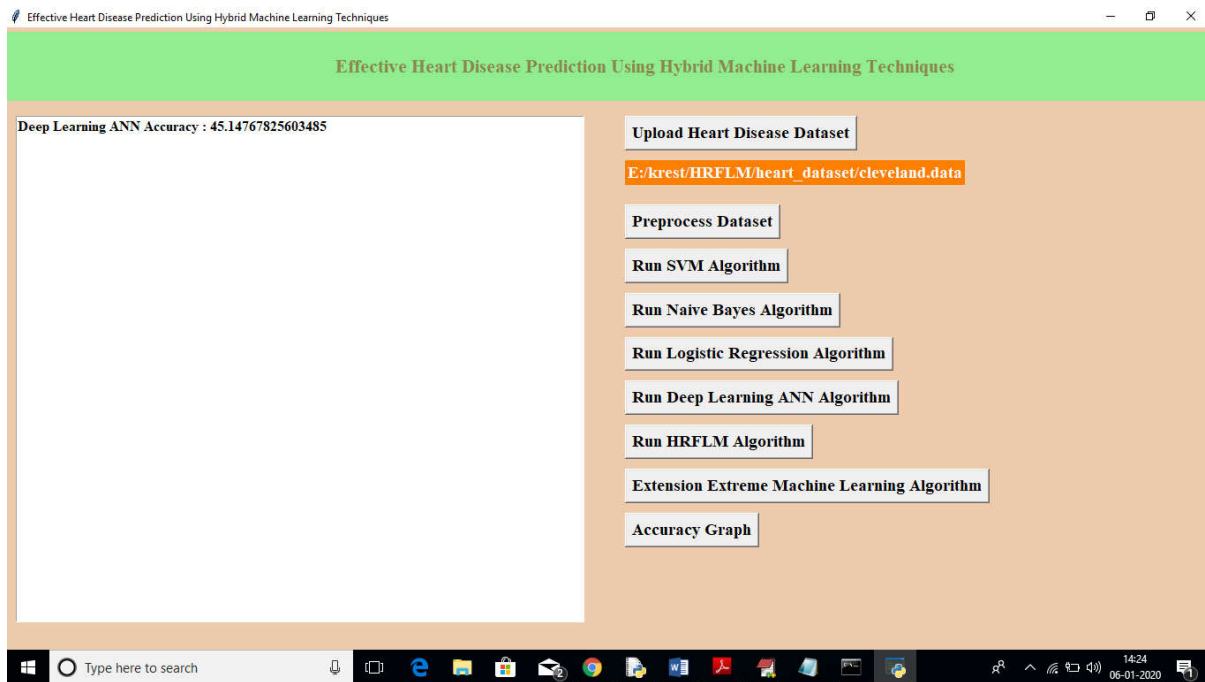 Effective Heart Disease Prediction Using Hybrid Machine Learning Techniques
Effective Heart Disease Prediction Using Hybrid Machine Learning Techniques
Deep Learning ANN Accuracy : 45.14767825603485
Upload Heart Disease Dataset
E:/krest/HRFLM/heart_dataset/cleveland.data
Preprocess Dataset
Run SVM Algorithm
Run Naive Bayes Algorithm
Run Logistic Regression Algorithm
Run Deep Learning ANN Algorithm
Run HRFLM Algorithm
Extension Extreme Machine Learning Algorithm
Accuracy Graph
Type here to search
14:24
06-01-2020